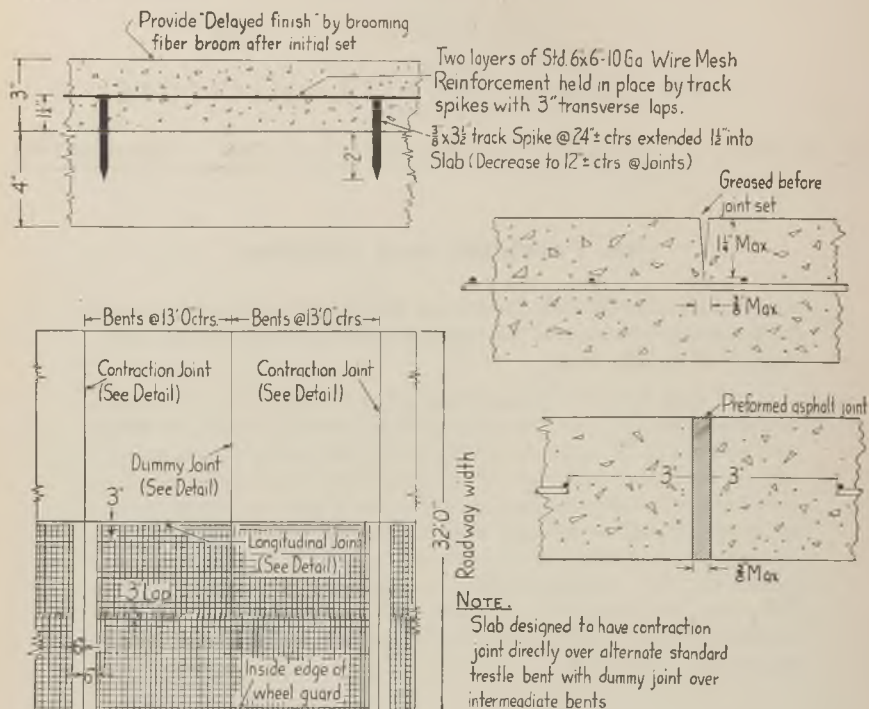 Provide "Delayed finish" by brooming
fiber broom after initial set
Two layers of Std. 6x6-10 Ga Wire Mesh
Reinforcement held in place by track
spikes with 3" transverse laps.
3"
1½"
⅜x3½ track Spike @ 24"± ctrs extended 1½" into
Slab (Decrease to 12"± ctrs @ Joints)
2"
4"
Greased before
joint set
1¼" Max
⅛ Max
Bents @ 13'0" ctrs.
Bents @ 13'0" ctrs.
Contraction Joint
(See Detail)
Contraction Joint
(See Detail)
Dummy Joint
(See Detail)
3"
Longitudinal Joint
(See Detail)
3" Lap
6"
Inside edge of
wheel guard
32'0"
Roadway width
Preformed asphalt joint
3"
3"
⅜ Max
NOTE.
Slab designed to have contraction
joint directly over alternate standard
trestle bent with dummy joint over
intermeadiate bents